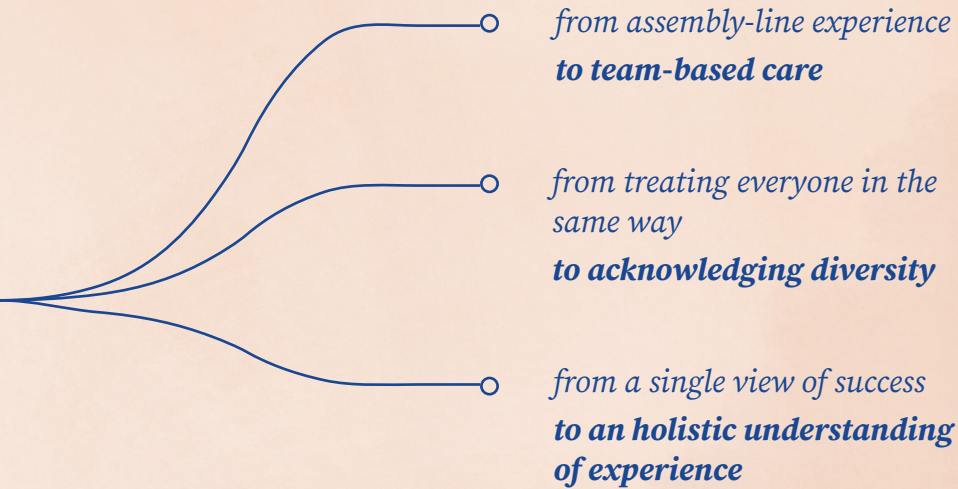 from assembly-line experience
to team-based care
from treating everyone in the
same way
to acknowledging diversity
from a single view of success
to an holistic understanding
of experience